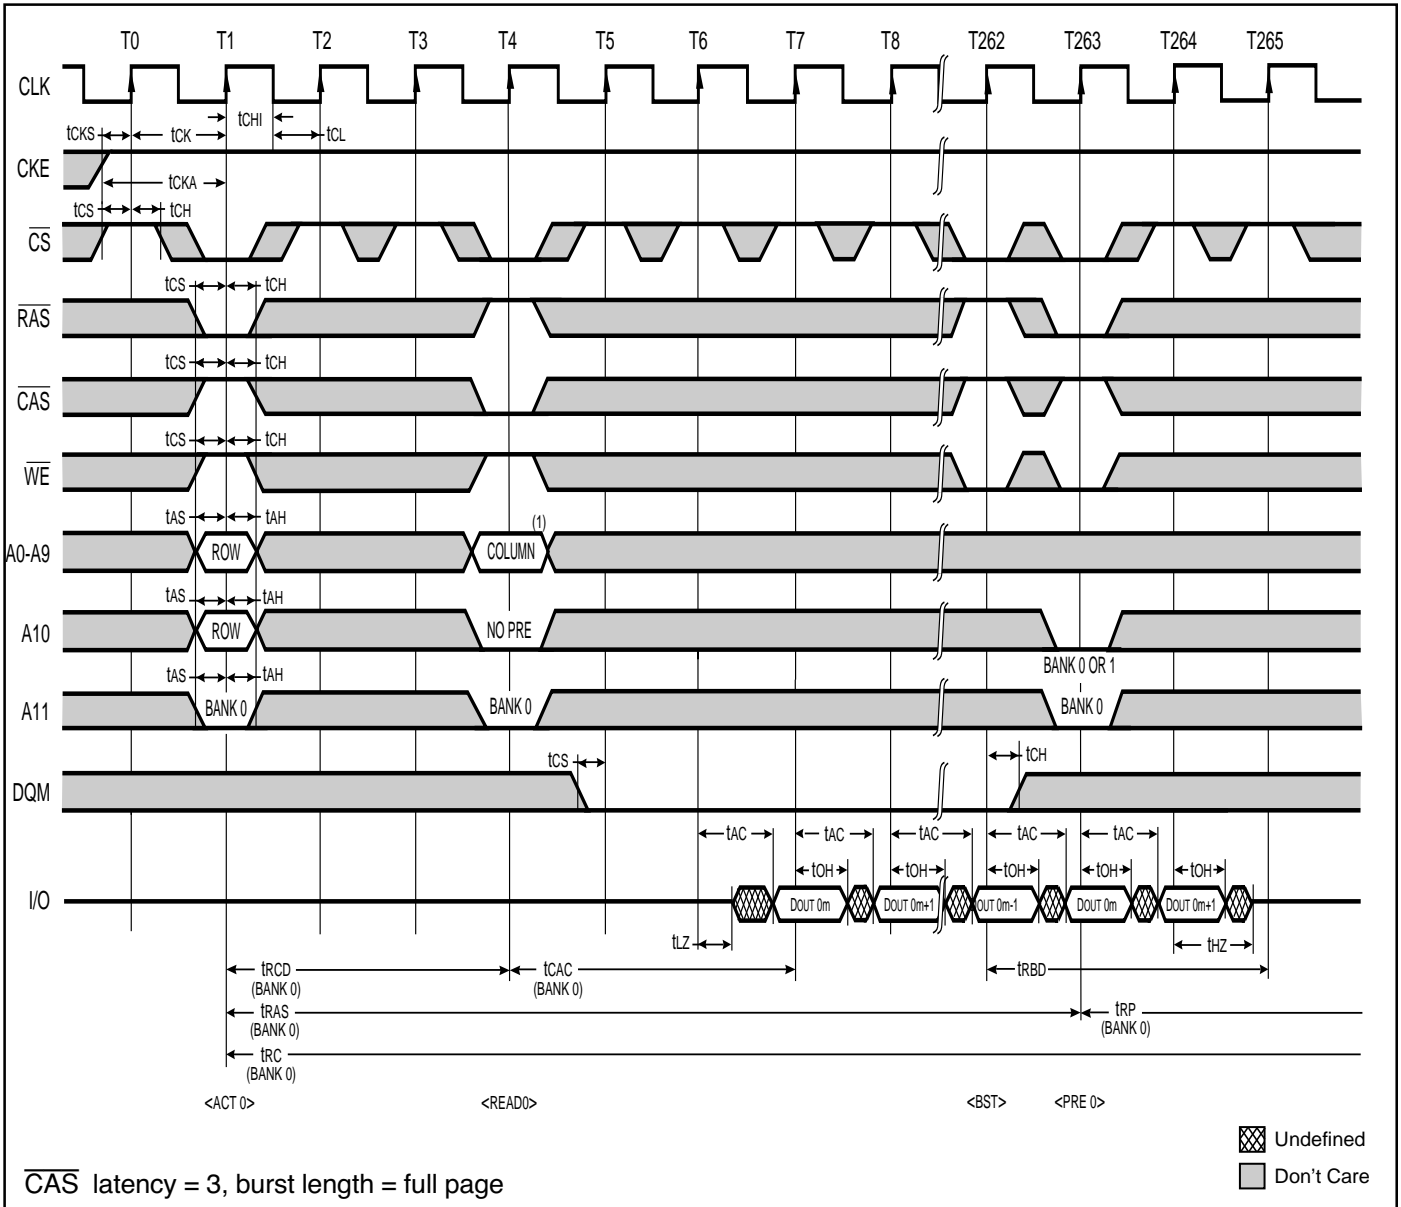 T0 T1 T2 T3 T4 T5 T6 T7 T8 T262 T263 T264 T265
CLK
tCHI
tCKS tCK tCL
CKE
tCKA
tCS tCH
CS
tCS tCH
RAS
tCS tCH
CAS
tCS tCH
WE
tAS tAH (1)
A0-A9 ROW COLUMN
tAS tAH
A10 ROW NO PRE
BANK 0 OR 1
tAS tAH
A11 BANK 0 BANK 0 BANK 0
tCS tCH
DQM
tAC tAC tAC tAC tAC
tOH tOH tOH tOH tOH
I/O DOUT 0m DOUT 0m+1 OUT 0m-1 DOUT 0m DOUT 0m+1
tLZ tHZ
tRCD tCAC tRBD
(BANK 0) (BANK 0)
tRAS tRP
(BANK 0) (BANK 0)
tRC
(BANK 0)
<ACT 0> <READ0> <BST> <PRE 0>
Undefined
Don't Care
CAS latency = 3, burst length = full page